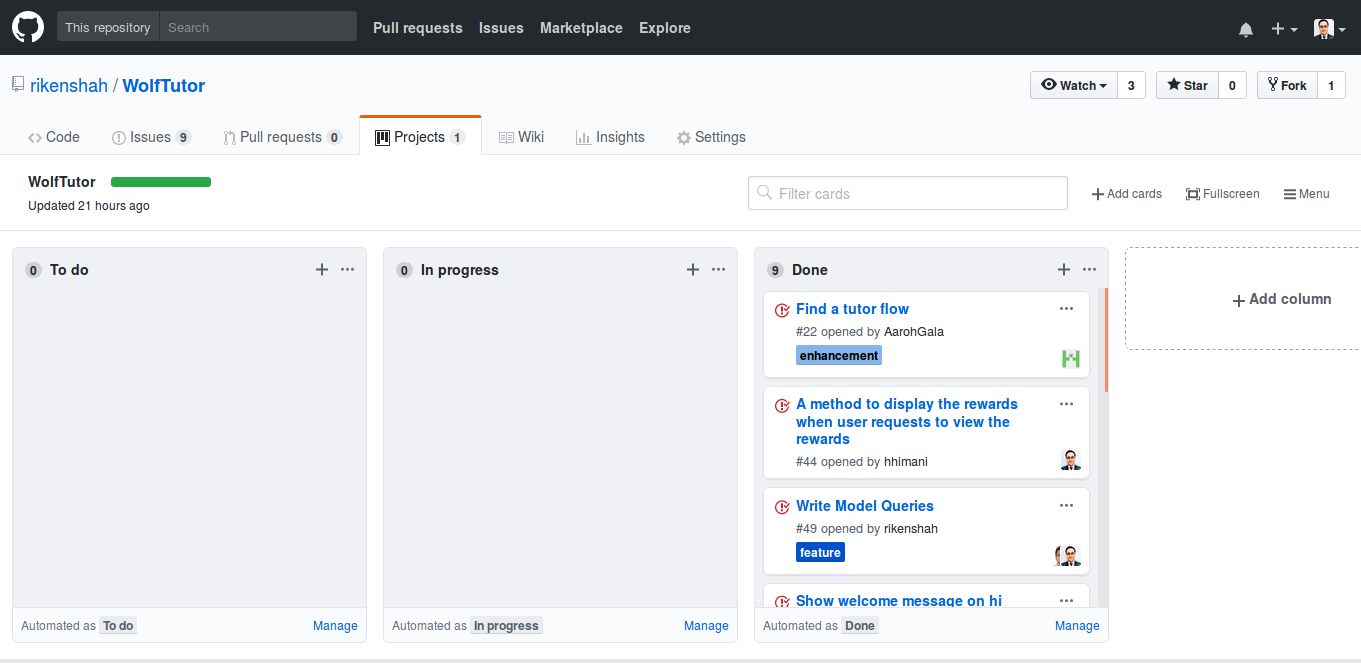 This repository Search Pull requests Issues Marketplace Explore
rikenshah / WolfTutor Watch 3 Star 0 Fork 1
Code Issues 9 Pull requests 0 Projects 1 Wiki Insights Settings
WolfTutor
Updated 21 hours ago
Filter cards Add cards Fullscreen Menu
0 To do
Automated as To do Manage
0 In progress
Automated as In progress Manage
9 Done
Find a tutor flow
#22 opened by AarohGala
enhancement
A method to display the rewards
when user requests to view the
rewards
#44 opened by hhimani
Write Model Queries
#49 opened by rikenshah
feature
Show welcome message on hi
Automated as Done Manage
Add column